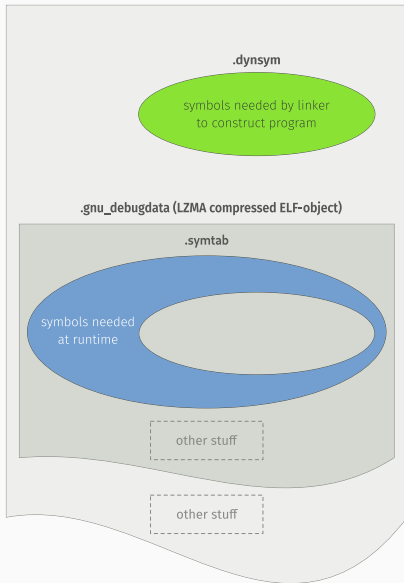 .dynsym
symbols needed by linker
to construct program
.gnu_debugdata (LZMA compressed ELF-object)
.symtab
symbols needed
at runtime
other stuff
other stuff